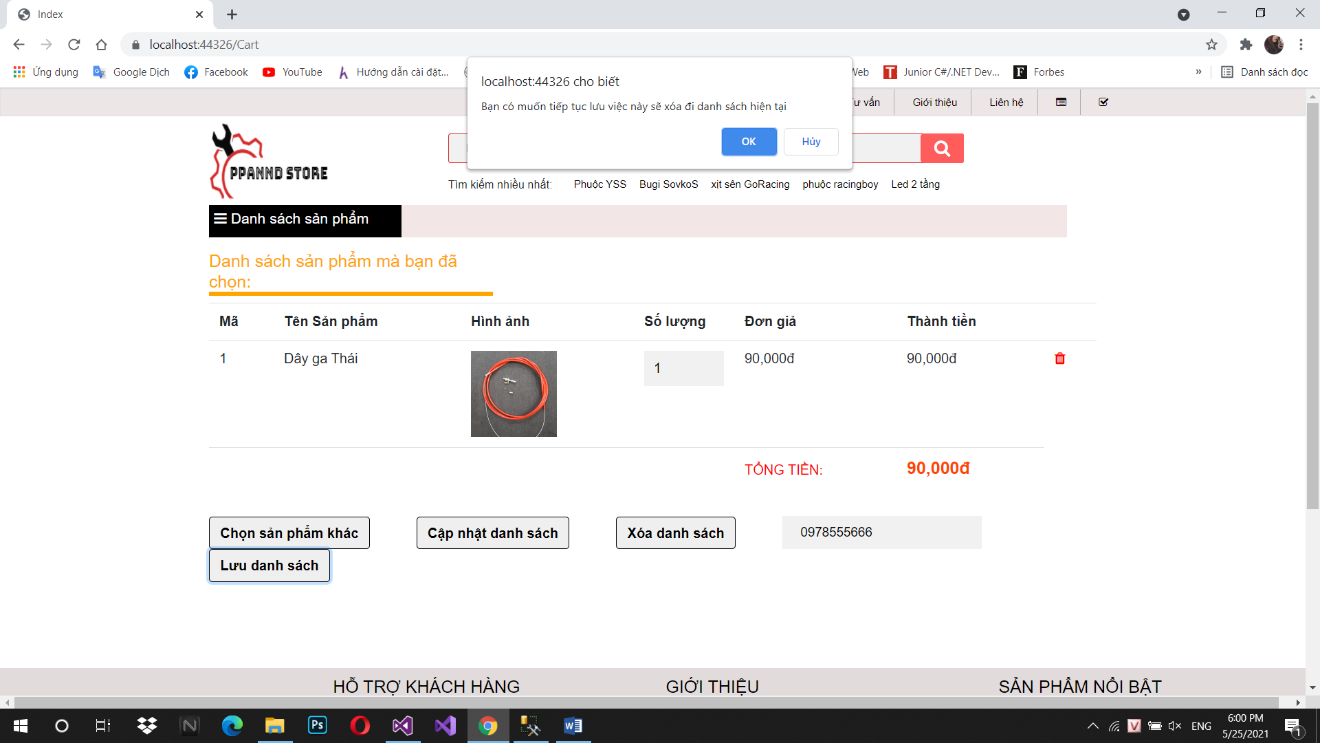 Index
localhost:44326/Cart
Ứng dụng Google Dịch Facebook YouTube Hướng dẫn cài đặt... Web Junior C#/.NET Dev... Forbes » Danh sách đọc
localhost:44326 cho biết
Bạn có muốn tiếp tục lưu việc này sẽ xóa đi danh sách hiện tại
OK Hủy
vấn Giới thiệu Liên hệ
PPANND STORE
Tìm kiếm nhiều nhất: Phuộc YSS Bugi SovkoS xit sên GoRacing phuộc racingboy Led 2 tầng
Danh sách sản phẩm
Danh sách sản phẩm mà bạn đã
chọn:
Mã Tên Sản phẩm Hình ảnh Số lượng Đơn giá Thành tiền
1 Dây ga Thái 1 90,000đ 90,000đ
TỔNG TIỀN: 90,000đ
Chọn sản phẩm khác Cập nhật danh sách Xóa danh sách 0978555666
Lưu danh sách
HỖ TRỢ KHÁCH HÀNG GIỚI THIỆU SẢN PHẨM NỔI BẬT
N Ps V ENG 6:00 PM
5/25/2021 1